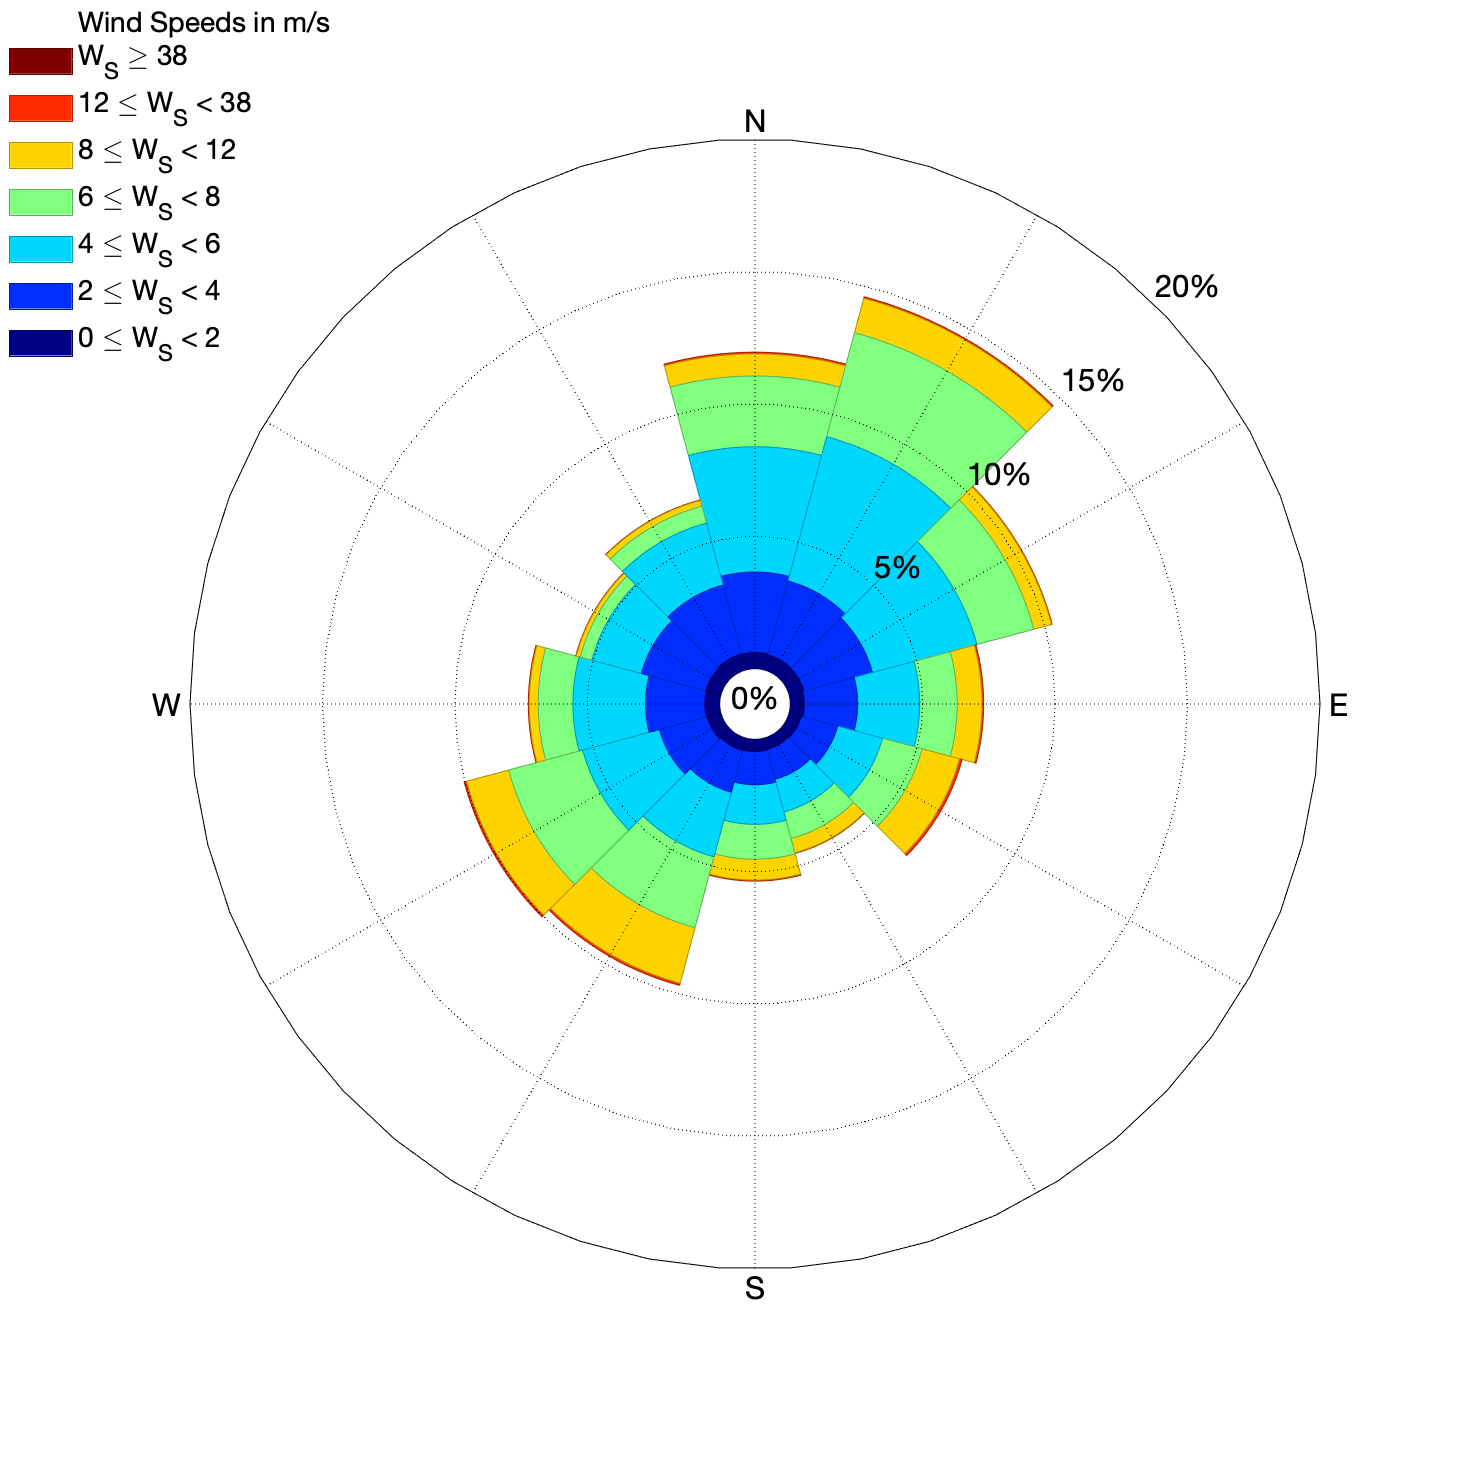 Wind Speeds in m/s
W_S ≥ 38
12 ≤ W_S < 38
8 ≤ W_S < 12
6 ≤ W_S < 8
4 ≤ W_S < 6
2 ≤ W_S < 4
0 ≤ W_S < 2
N
20%
15%
10%
5%
0%
W
E
S